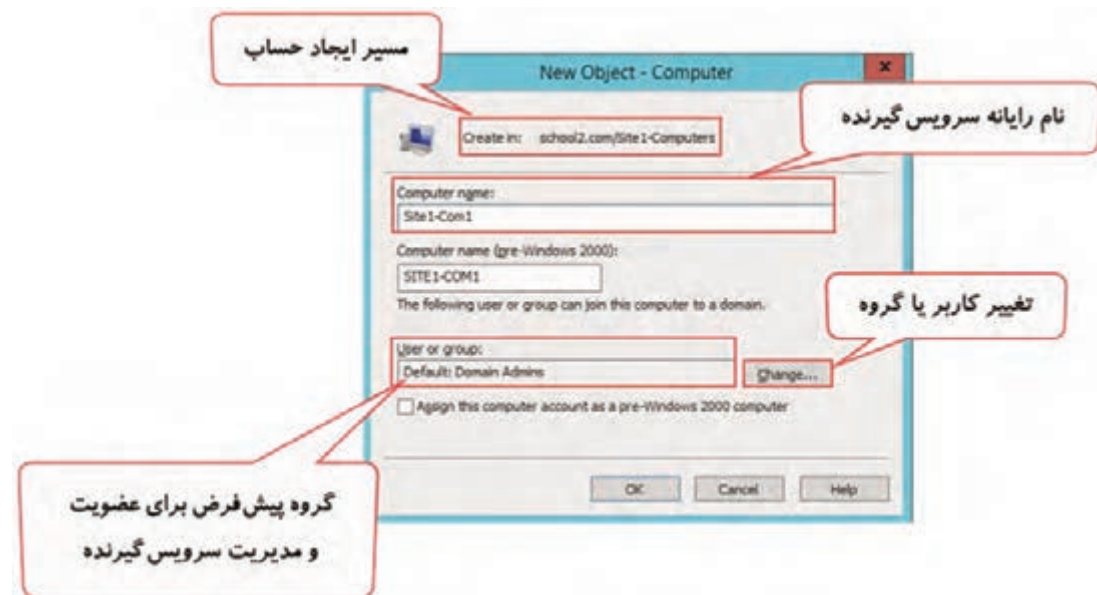 مسیر ایجاد حساب
New Object - Computer
x
نام رایانه سرویس‌گیرنده
Create in: school2.com/Site1-Computers
Computer name:
Site1-Com1
Computer name (pre-Windows 2000):
SITE1-COM1
The following user or group can join this computer to a domain.
تغییر کاربر یا گروه
User or group:
Default: Domain Admins
Change...
Assign this computer account as a pre-Windows 2000 computer
گروه پیش‌فرض برای عضویت
و مدیریت سرویس‌گیرنده
OK
Cancel
Help